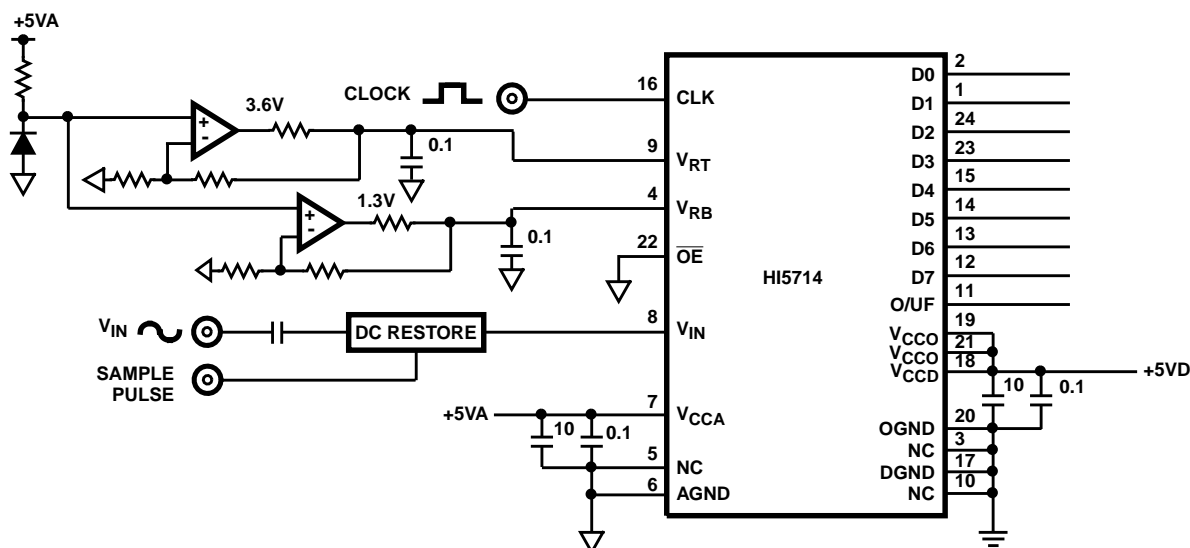 +5VA
3.6V
+
-
0.1
1.3V
+
-
0.1
CLOCK
16
CLK
9
VRT
4
VRB
22
OE
8
VIN
VIN
DC RESTORE
SAMPLE
PULSE
+5VA
10
0.1
7
VCCA
5
NC
6
AGND
HI5714
D0
2
D1
1
D2
24
D3
23
D4
15
D5
14
D6
13
D7
12
O/UF
11
VCCO
19
VCCO
21
VCCD
18
+5VD
10
0.1
OGND
20
NC
3
DGND
17
NC
10